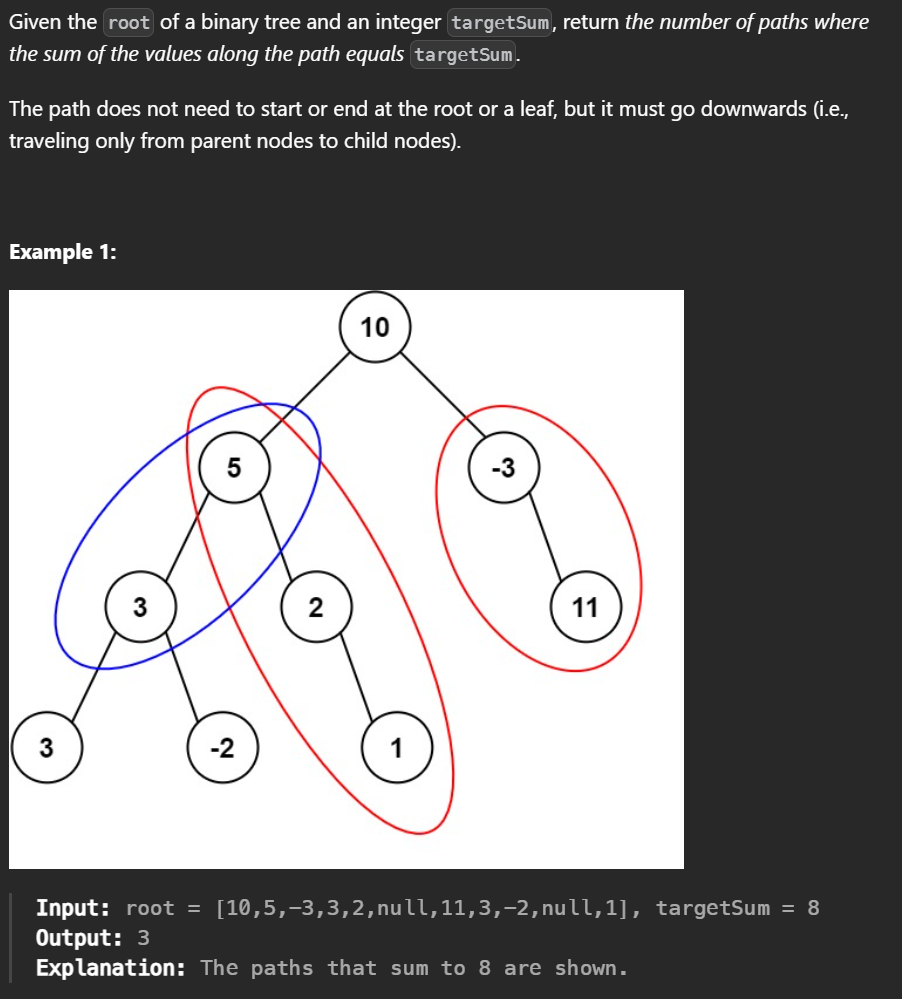 Given the root of a binary tree and an integer targetSum, return the number of paths where
the sum of the values along the path equals targetSum.
The path does not need to start or end at the root or a leaf, but it must go downwards (i.e.,
traveling only from parent nodes to child nodes).
Example 1:
10
5
-3
3
2
11
3
-2
1
Input: root = [10,5,-3,3,2,null,11,3,-2,null,1], targetSum = 8
Output: 3
Explanation: The paths that sum to 8 are shown.